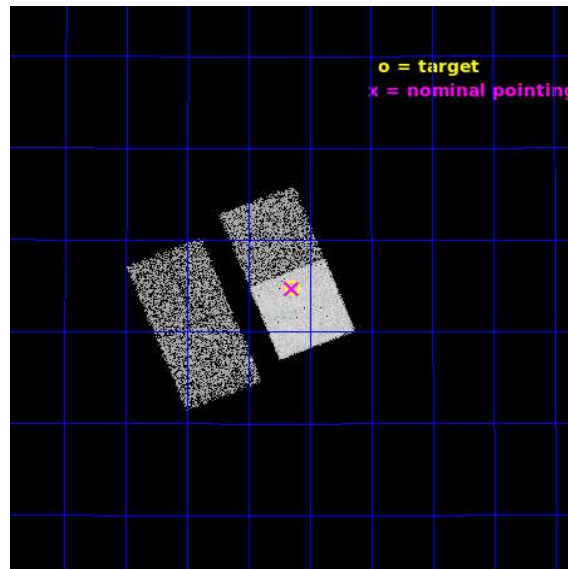 o = target
x = nominal pointing